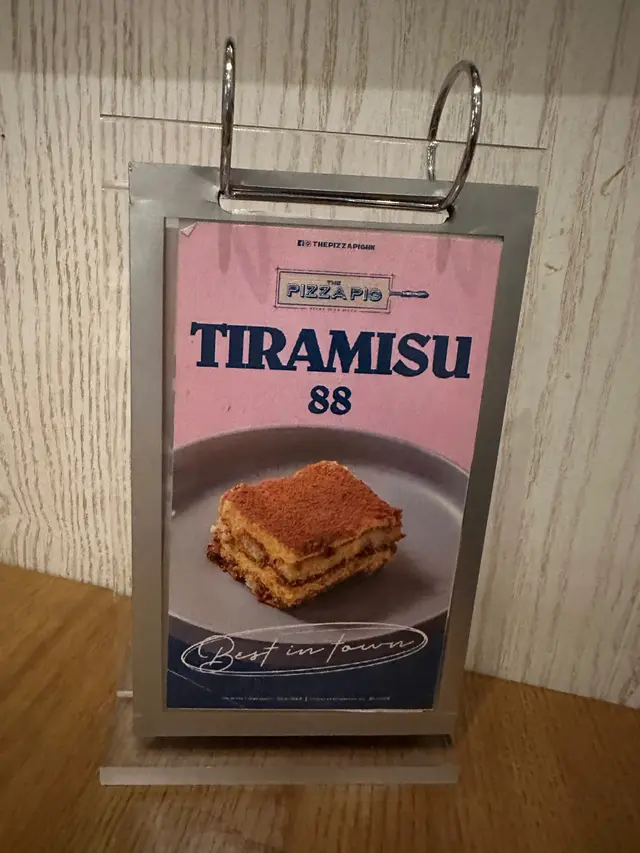 THEPIZZAPIGHK
THE
PIZZA PIG
TIRAMISU
88
Best in town